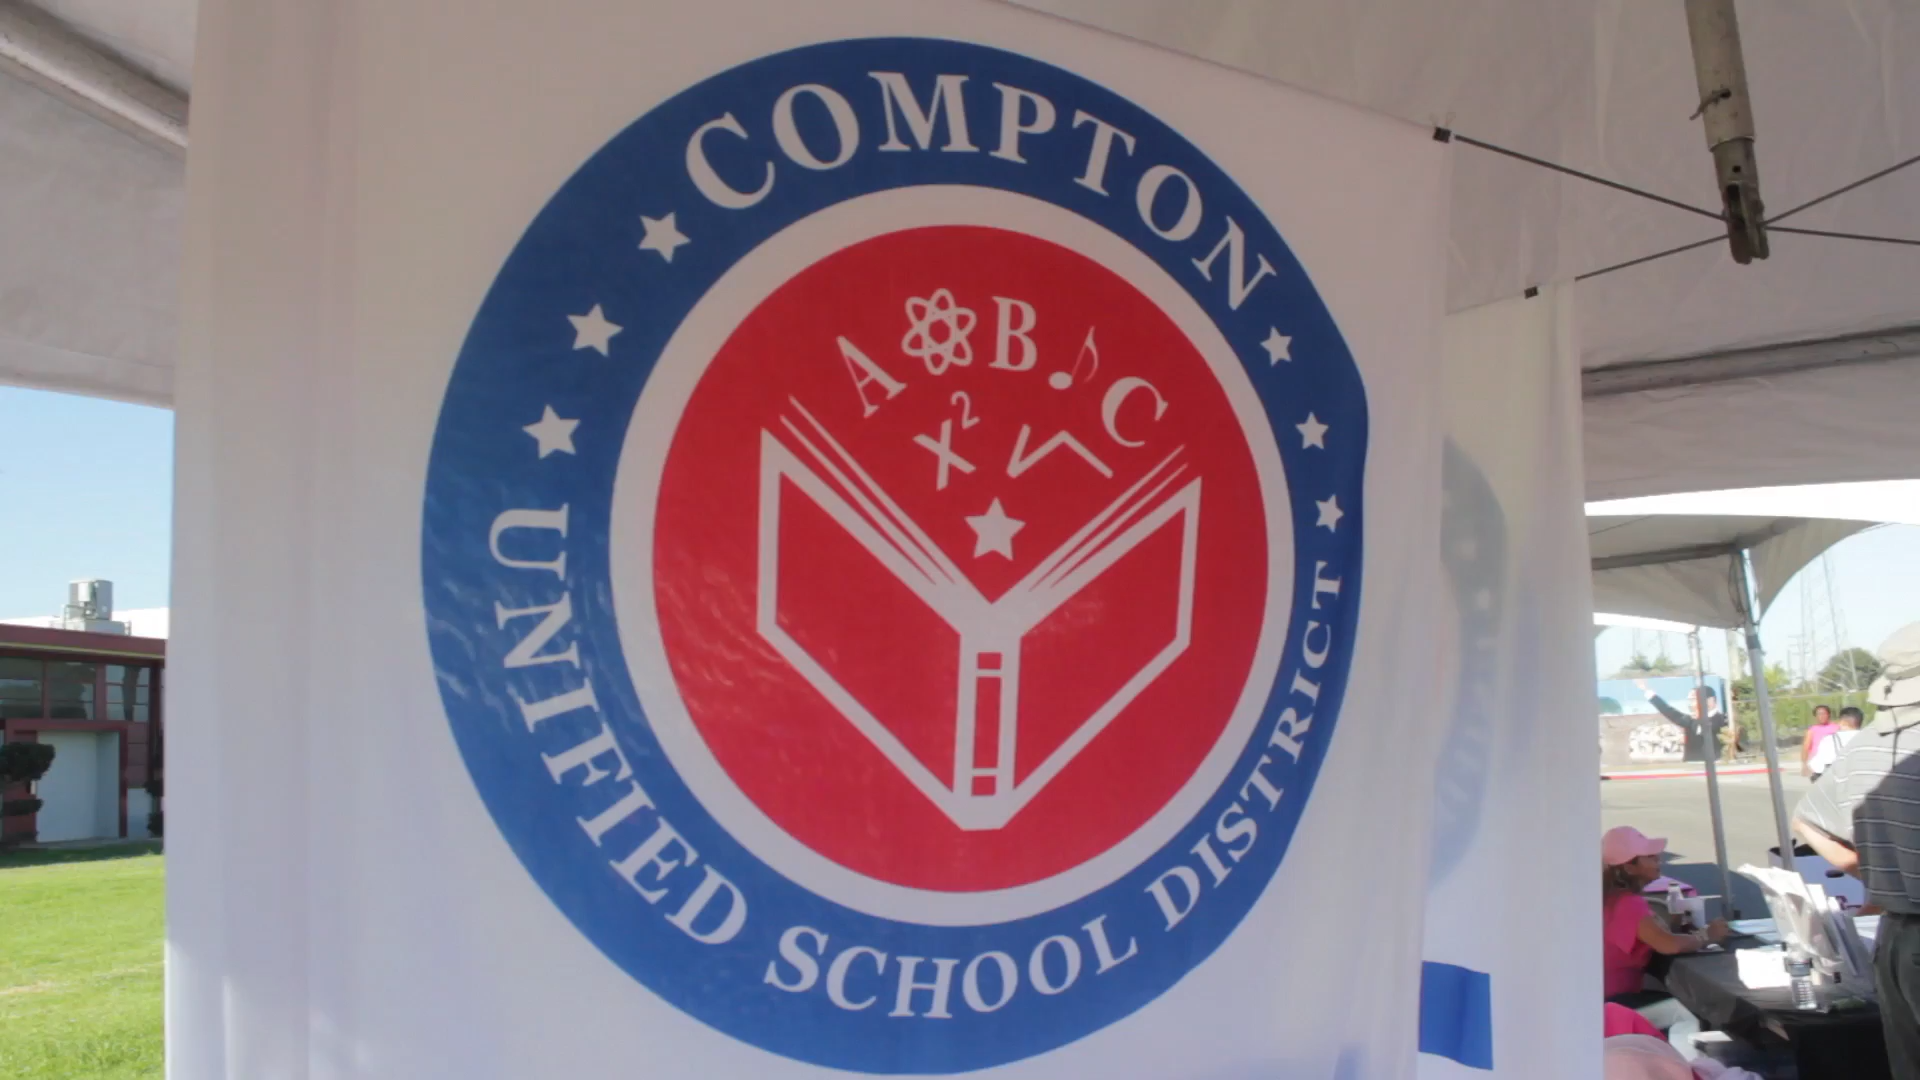 COMPTON
UNIFIED SCHOOL DISTRICT
A B C
X²